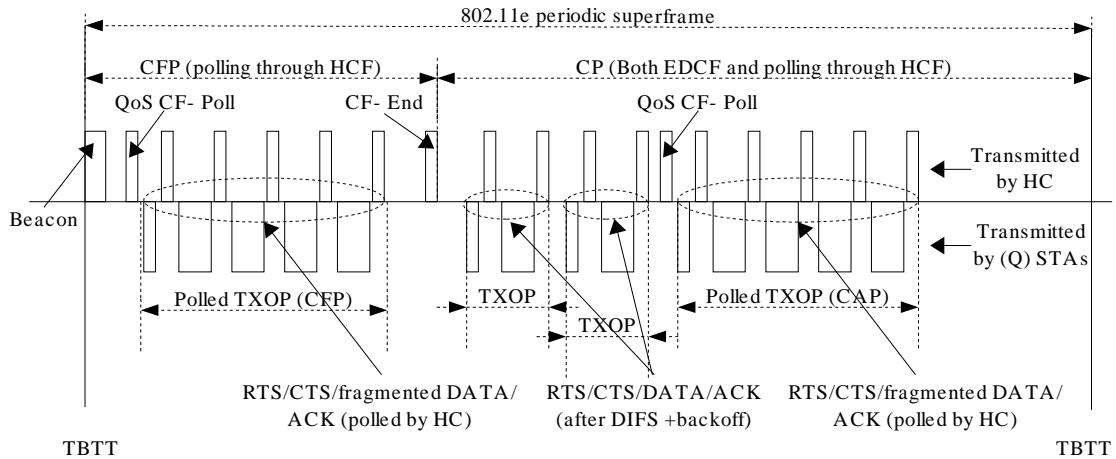 802.11e periodic superframe
CFP (polling through HCF)
CP (Both EDCF and polling through HCF)
QoS CF- Poll
CF- End
QoS CF- Poll
Transmitted
by HC
Beacon
Transmitted
by (Q) STAs
Polled TXOP (CFP)
TXOP
Polled TXOP (CAP)
TXOP
RTS/CTS/fragmented DATA/
ACK (polled by HC)
RTS/CTS/DATA/ACK
(after DIFS +backoff)
RTS/CTS/fragmented DATA/
ACK (polled by HC)
TBTT
TBTT